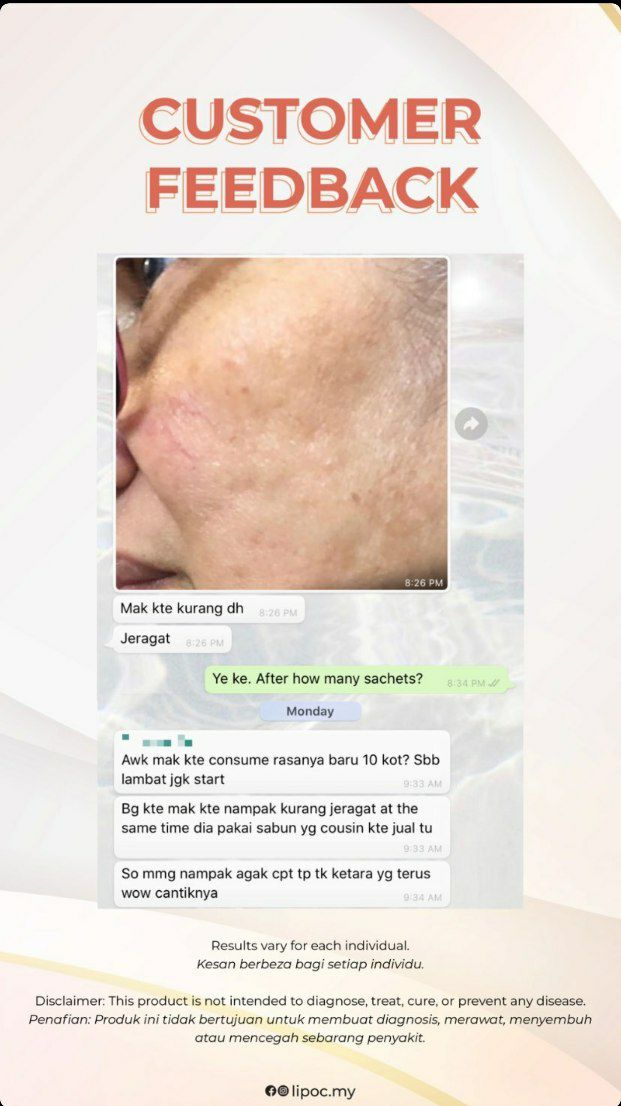 CUSTOMER
FEEDBACK
8:26 PM
Mak kte kurang dh 8:26 PM
Jeragat 8:26 PM
Ye ke. After how many sachets? 8:34 PM
Monday
Awk mak kte consume rasanya baru 10 kot? Sbb
lambat jgk start
9:33 AM
Bg kte mak kte nampak kurang jeragat at the
same time dia pakai sabun yg cousin kte jual tu
9:33 AM
So mmg nampak agak cpt tp tk ketara yg terus
wow cantiknya
9:34 AM
Results vary for each individual.
Kesan berbeza bagi setiap individu.
Disclaimer: This product is not intended to diagnose, treat, cure, or prevent any disease.
Penafian: Produk ini tidak bertujuan untuk membuat diagnosis, merawat, menyembuh
atau mencegah sebarang penyakit.
lipoc.my